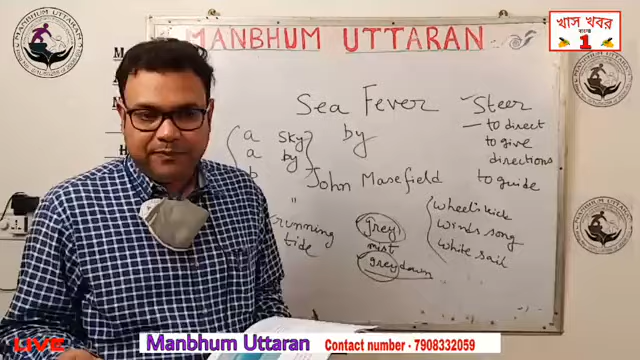 MANBHUM UTTARAN
খাস খবর
বাংলা
1
Sea Fever
by
John Masefield
Steer
— to direct
to give
directions
to guide
a sky
a by
b "
running
tide
grey
mist
grey dawn
wheel's kick
winds song
white sail
LIVE
Manbhum Uttaran Contact number - 7908332059